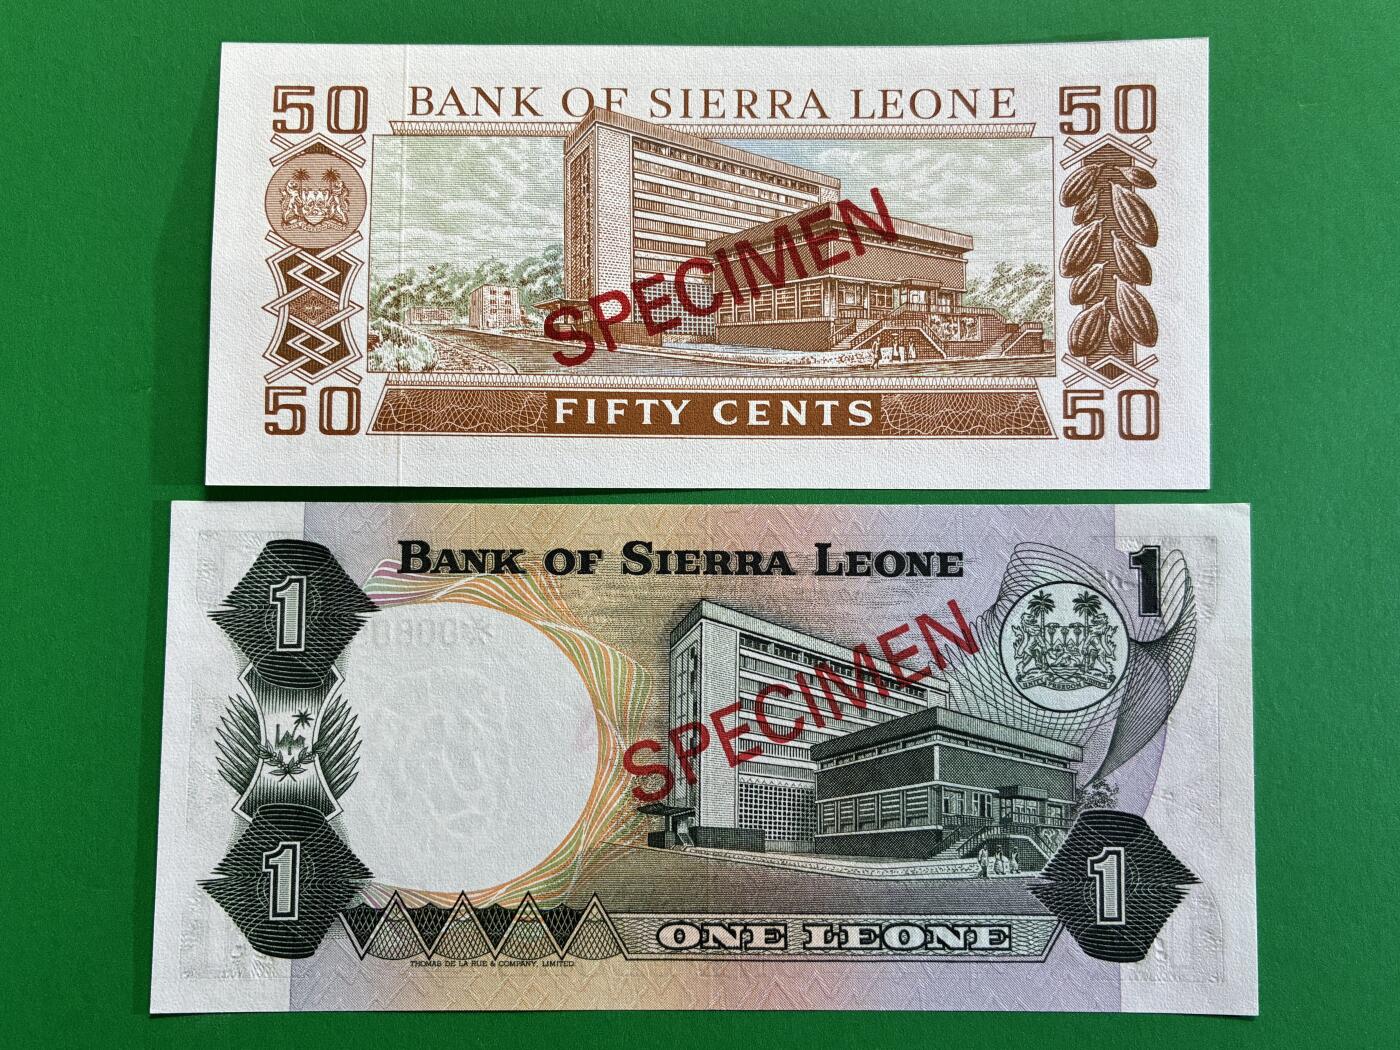 50 BANK OF SIERRA LEONE 50
SPECIMEN
50 FIFTY CENTS 50
1 BANK OF SIERRA LEONE 1
SPECIMEN
1 ONE LEONE 1
THOMAS DE LA RUE & COMPANY, LIMITED.